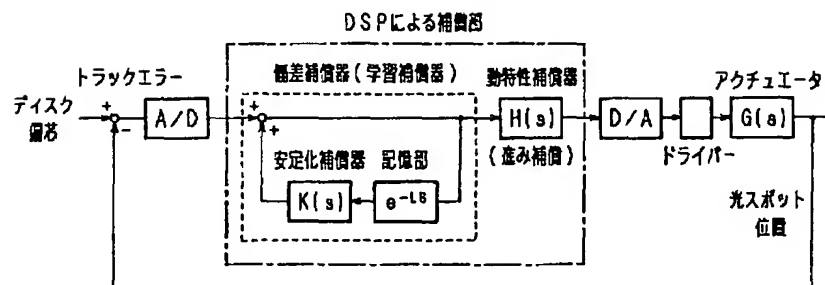 DSPによる補償部
偏差補償器(学習補償器)
動特性補償器
トラックエラー
アクチュエータ
ディスク
偏芯
+
-
A/D
+
+
H(s)
D/A
G(s)
(進み補償)
ドライバー
安定化補償器
記憶部
K(s)
e-LS
光スポット
位置